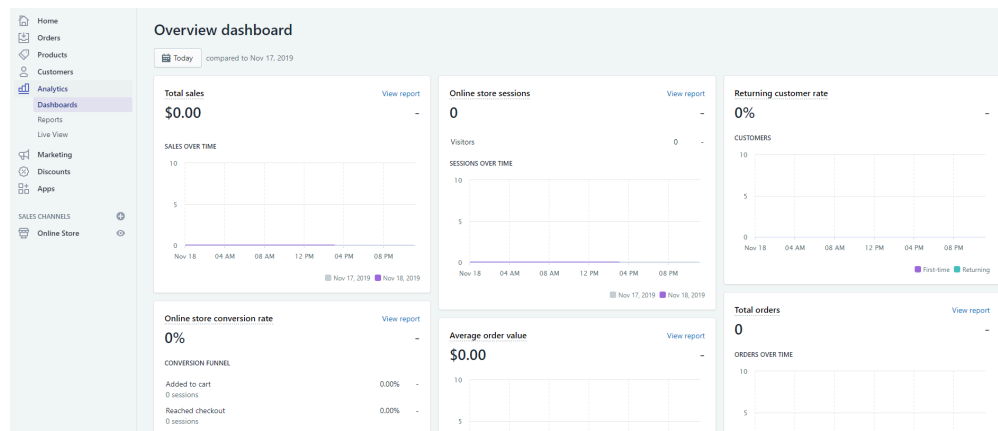 Home
Orders
Products
Customers
Analytics
Dashboards
Reports
Live View
Marketing
Discounts
Apps
SALES CHANNELS
Online Store
Overview dashboard
Today compared to Nov 17, 2019
Total sales View report
$0.00 -
SALES OVER TIME
10
5
0
Nov 18 04 AM 08 AM 12 PM 04 PM 08 PM
Nov 17, 2019 Nov 18, 2019
Online store conversion rate View report
0% -
CONVERSION FUNNEL
Added to cart 0.00% -
0 sessions
Reached checkout 0.00% -
0 sessions
Online store sessions View report
0 -
Visitors 0 -
SESSIONS OVER TIME
10
5
0
Nov 18 04 AM 08 AM 12 PM 04 PM 08 PM
Nov 17, 2019 Nov 18, 2019
Average order value View report
$0.00 -
10
5
Returning customer rate
0% -
CUSTOMERS
10
5
0
Nov 18 04 AM 08 AM 12 PM 04 PM 08 PM
First-time Returning
Total orders View report
0 -
ORDERS OVER TIME
10
5